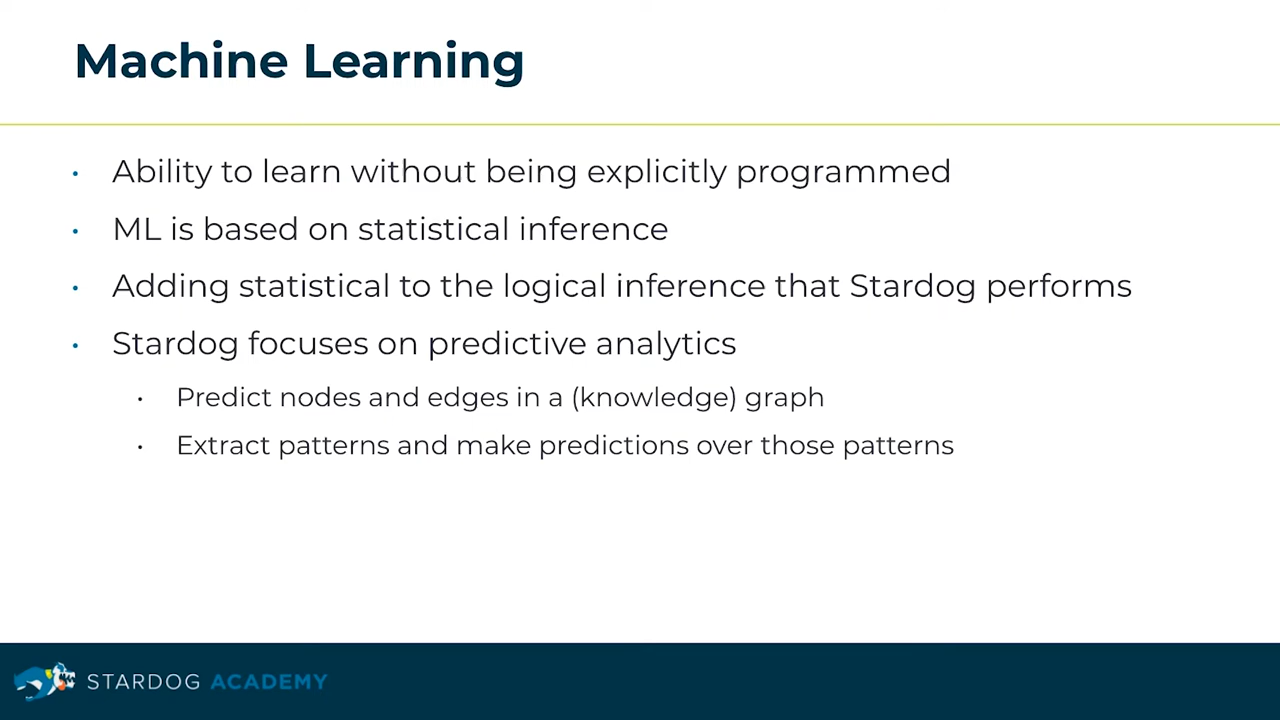 Machine Learning
• Ability to learn without being explicitly programmed
• ML is based on statistical inference
• Adding statistical to the logical inference that Stardog performs
• Stardog focuses on predictive analytics
• Predict nodes and edges in a (knowledge) graph
• Extract patterns and make predictions over those patterns
STARDOG ACADEMY